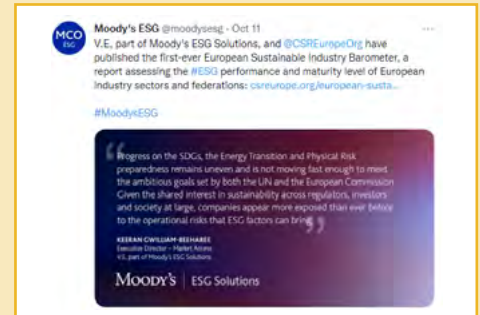 MCO
ESG
Moody's ESG @moodysesg · Oct 11
V.E, part of Moody's ESG Solutions, and @CSREuropeOrg have
published the first-ever European Sustainable Industry Barometer, a
report assessing the #ESG performance and maturity level of European
industry sectors and federations: csreurope.org/european-susta...
#MoodysESG
Progress on the SDGs, the Energy Transition and Physical Risk
preparedness remains uneven and is not moving fast enough to meet
the ambitious goals set by both the UN and the European Commission
Given the shared interest in sustainability across regulators, investors
and society at large, companies appear more exposed than ever before
to the operational risks that ESG factors can bring
KEERAN GWILLIAM-BEEHAREE
Executive Director – Market Access
V.E, part of Moody's ESG Solutions
MOODY'S | ESG Solutions